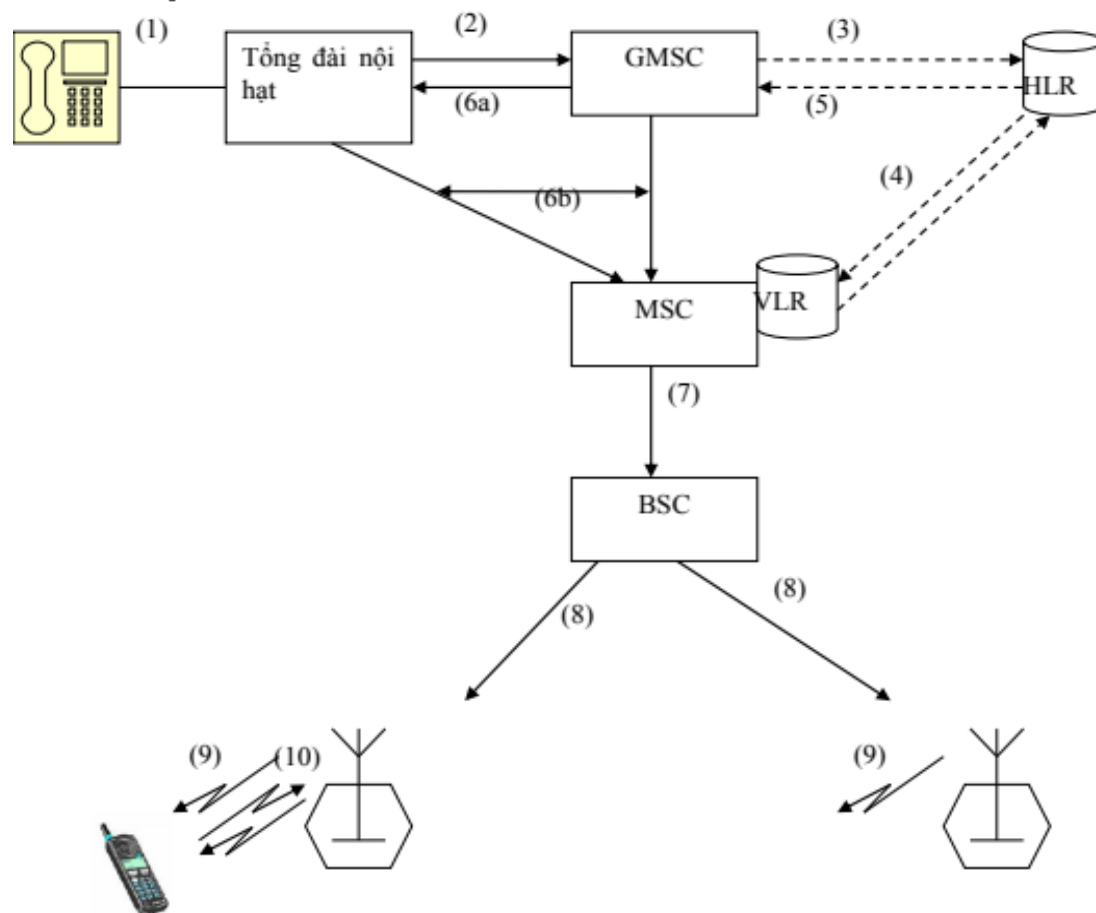 (1)
(2)
(3)
Tổng đài nội
hạt
GMSC
HLR
(6a)
(5)
(4)
(6b)
MSC
VLR
(7)
BSC
(8)
(8)
(9)
(10)
(9)